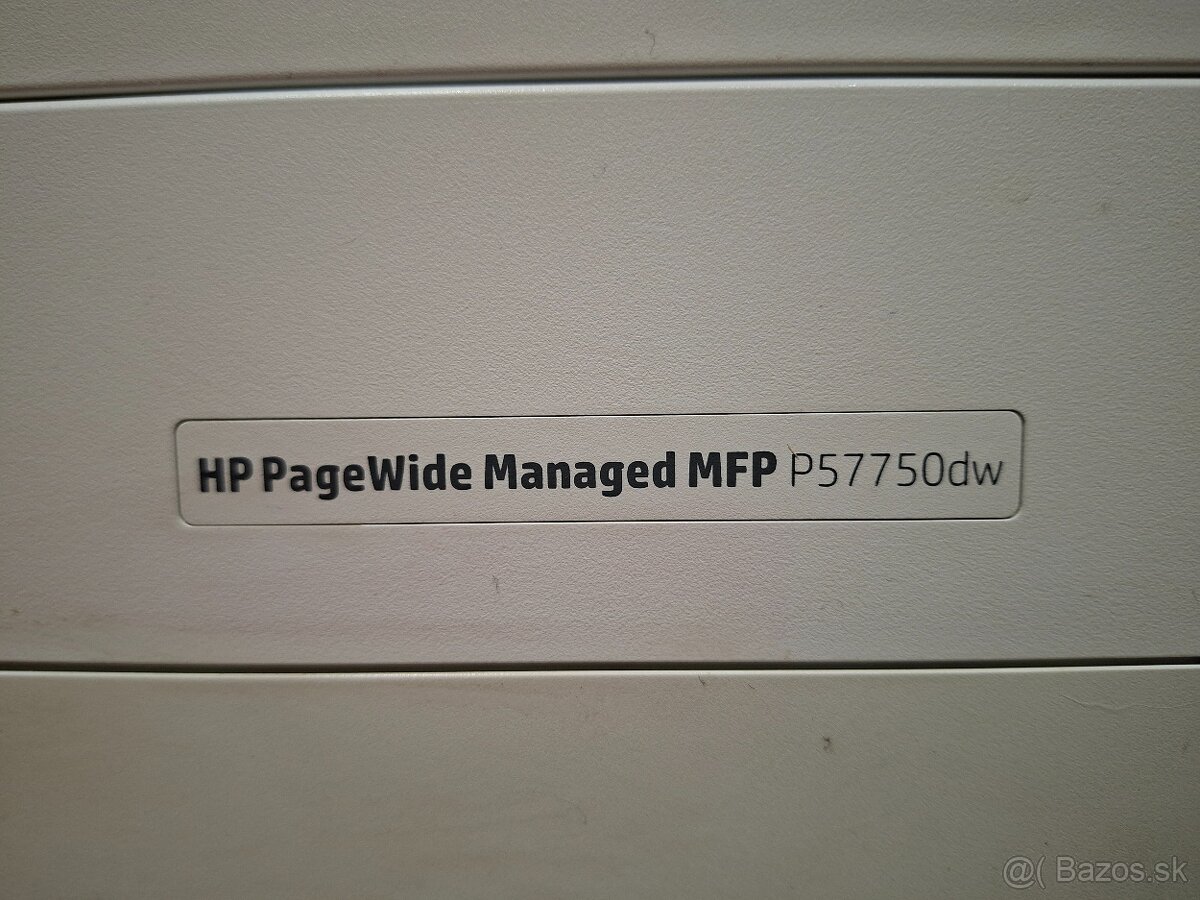 HP PageWide Managed MFP P57750dw
@( Bazos.sk